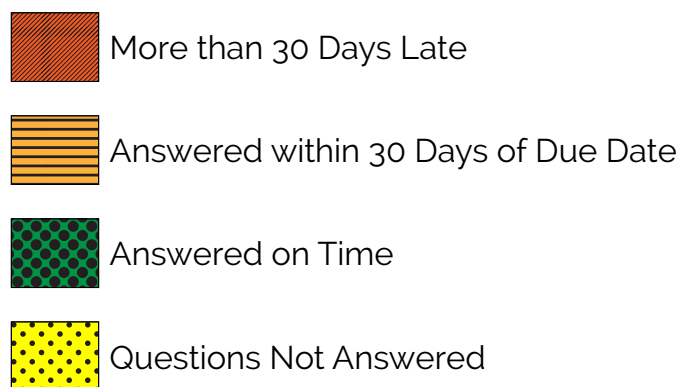 More than 30 Days Late
Answered within 30 Days of Due Date
Answered on Time
Questions Not Answered